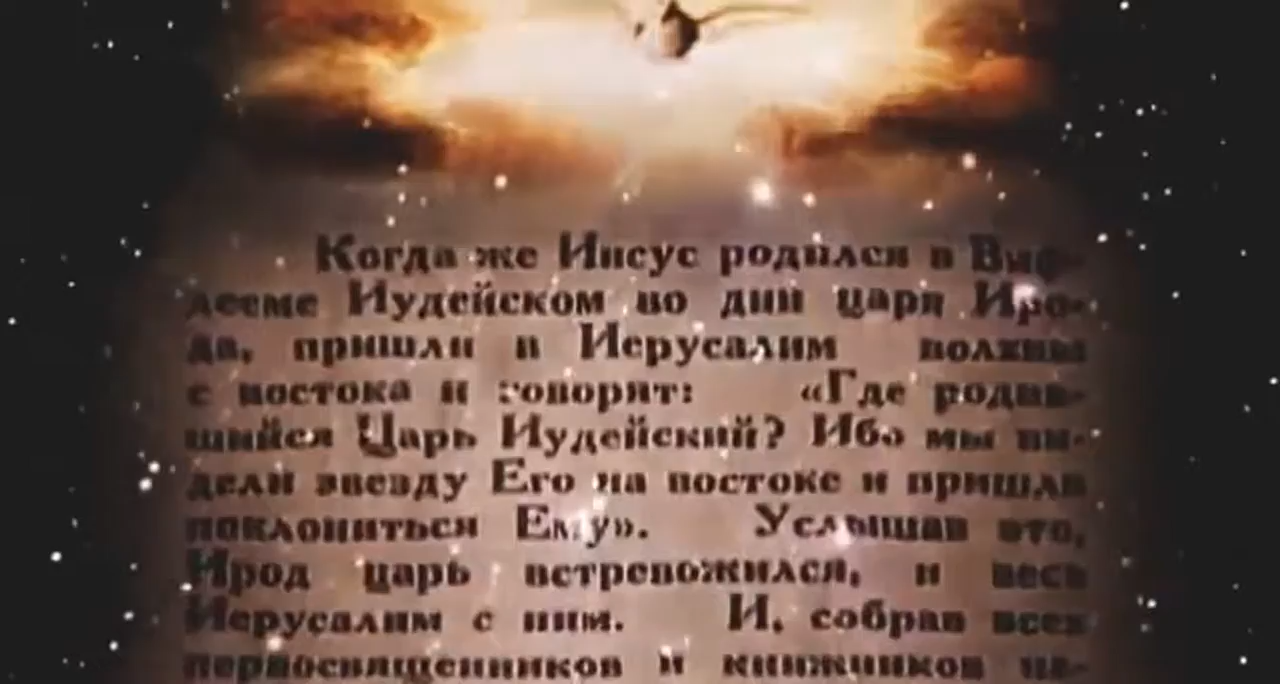 Когда же Иисус родился в Виф-
лееме Иудейском во дни царя Иро-
да, пришли в Иерусалим волхвы
с востока и говорят: «Где родив-
шийся Царь Иудейский? Ибо мы ви-
дели звезду Его на востоке и пришли
поклониться Ему». Услышав это,
Ирод царь встревожился, и весь
Иерусалим с ним. И, собрав всех
первосвященников и книжников на-